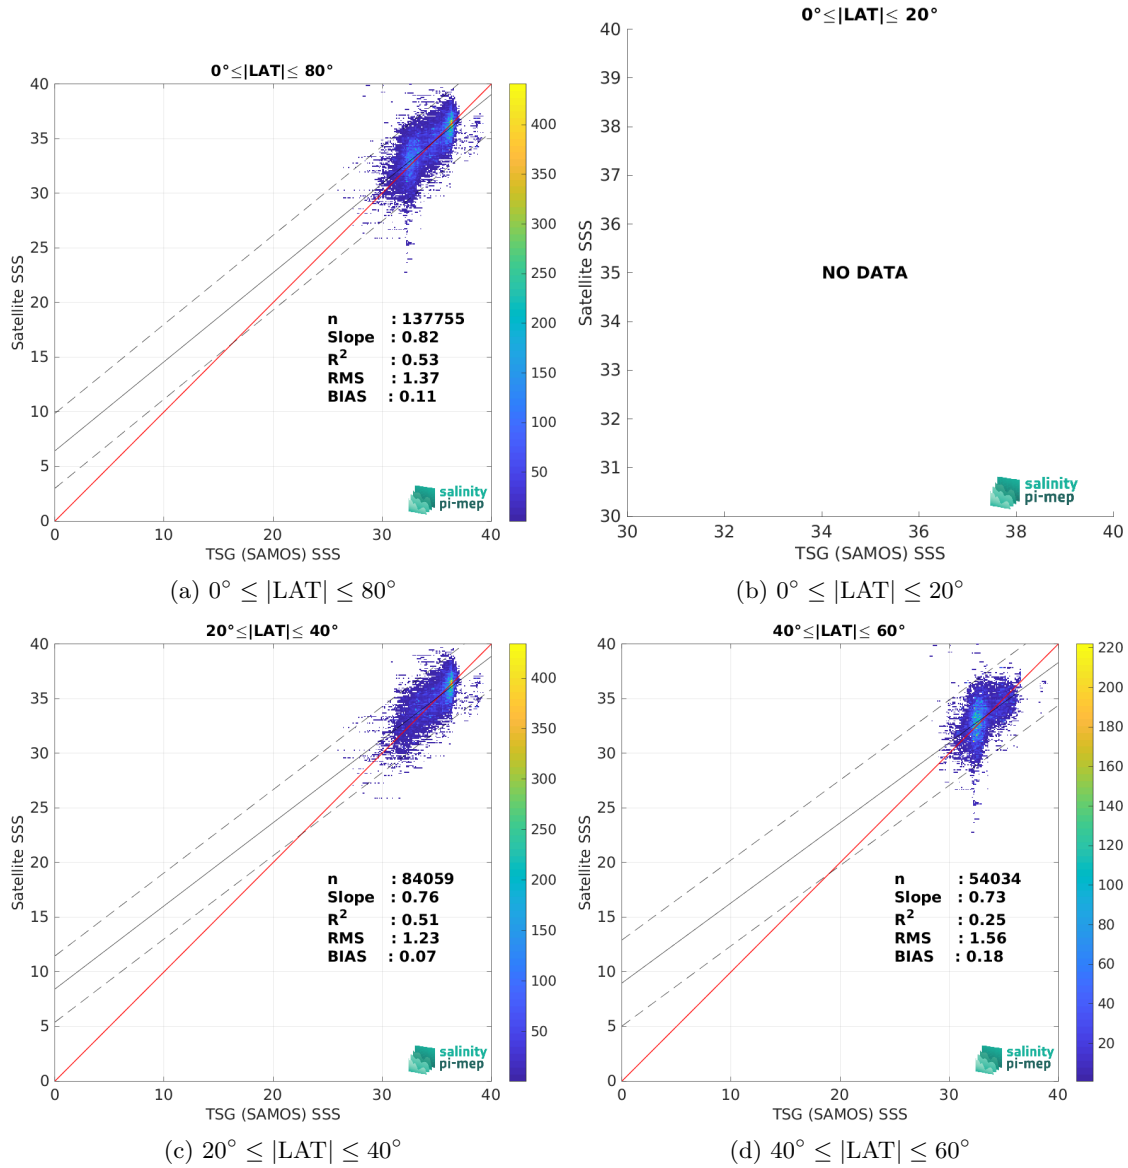 0°≤|LAT|≤ 80°
40
35
30
25
20
15
10
5
0
0
10
20
30
40
Satellite SSS
TSG (SAMOS) SSS
n : 137755
Slope : 0.82
R² : 0.53
RMS : 1.37
BIAS : 0.11
salinity
pi-mep
400
350
300
250
200
150
100
50
(a) 0° ≤ |LAT| ≤ 80°
0°≤|LAT|≤ 20°
40
39
38
37
36
35
34
33
32
31
30
30
32
34
36
38
40
Satellite SSS
TSG (SAMOS) SSS
NO DATA
salinity
pi-mep
(b) 0° ≤ |LAT| ≤ 20°
20°≤|LAT|≤ 40°
40
35
30
25
20
15
10
5
0
0
10
20
30
40
Satellite SSS
TSG (SAMOS) SSS
n : 84059
Slope : 0.76
R² : 0.51
RMS : 1.23
BIAS : 0.07
salinity
pi-mep
400
350
300
250
200
150
100
50
(c) 20° ≤ |LAT| ≤ 40°
40°≤|LAT|≤ 60°
40
35
30
25
20
15
10
5
0
0
10
20
30
40
Satellite SSS
TSG (SAMOS) SSS
n : 54034
Slope : 0.73
R² : 0.25
RMS : 1.56
BIAS : 0.18
salinity
pi-mep
220
200
180
160
140
120
100
80
60
40
20
(d) 40° ≤ |LAT| ≤ 60°